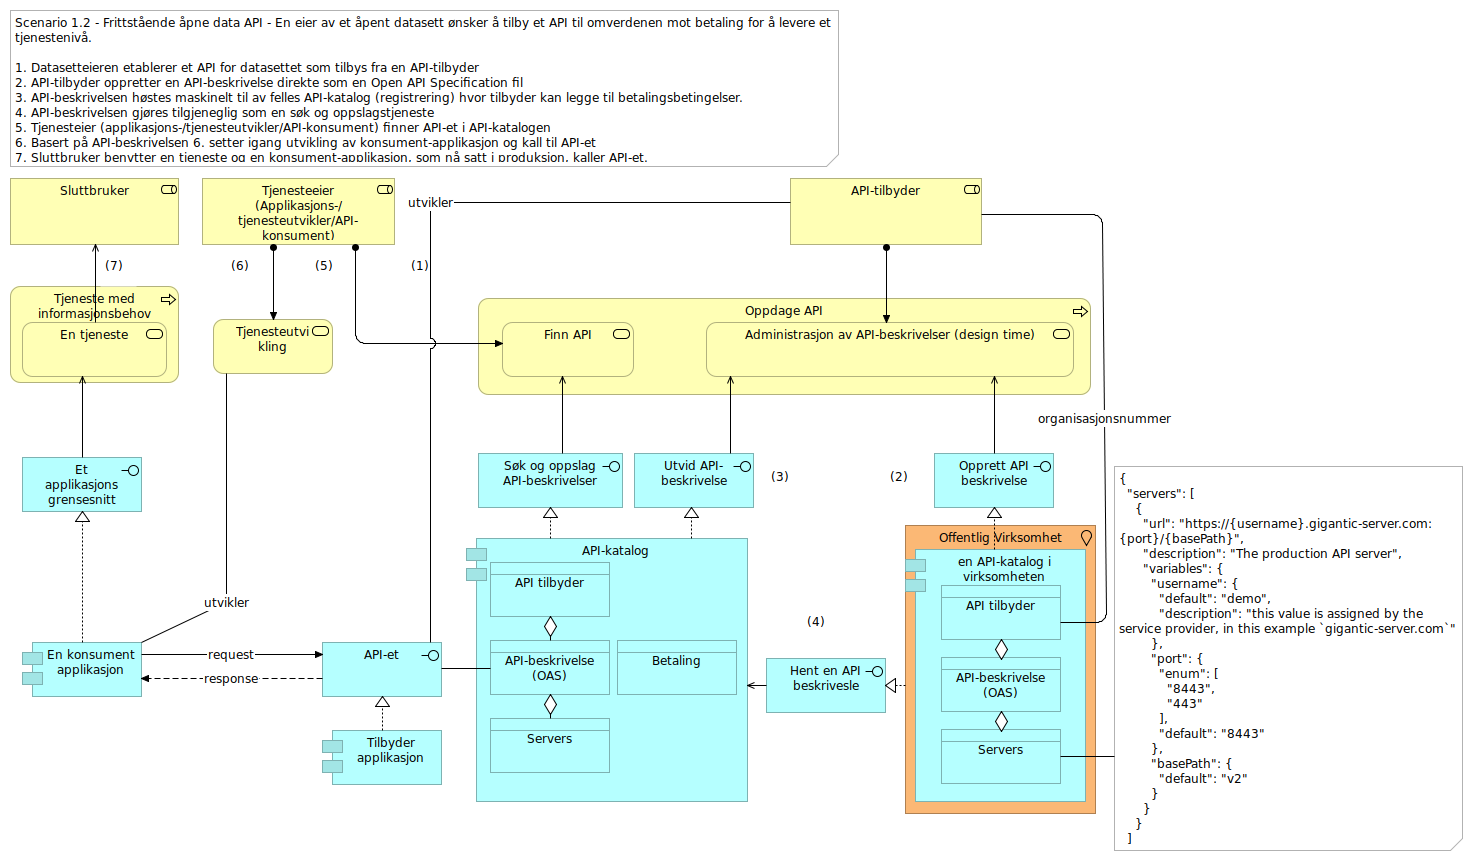 Scenario 1.2 - Frittstående åpne data API - En eier av et åpent datasett ønsker å tilby et API til omverdenen mot betaling for å levere et
tjenestenivå.
1. Datasetteieren etablerer et API for datasettet som tilbys fra en API-tilbyder
2. API-tilbyder oppretter en API-beskrivelse direkte som en Open API Specification fil
3. API-beskrivelsen høstes maskinelt til av felles API-katalog (registrering) hvor tilbyder kan legge til betalingsbetingelser.
4. API-beskrivelsen gjøres tilgjeneglig som en søk og oppslagstjeneste
5. Tjenesteier (applikasjons-/tjenesteutvikler/API-konsument) finner API-et i API-katalogen
6. Basert på API-beskrivelsen 6. setter igang utvikling av konsument-applikasjon og kall til API-et
7. Sluttbruker benytter en tjeneste og en konsument-applikasjon, som nå satt i produksjon, kaller API-et.
Sluttbruker
Tjenesteeier
(Applikasjons-/
tjenesteutvikler/API-
konsument)
utvikler
API-tilbyder
(7)
(6)
(5)
(1)
Tjeneste med
informasjonsbehov
En tjeneste
Tjenesteutvi
kling
Oppdage API
Finn API
Administrasjon av API-beskrivelser (design time)
organisasjonsnummer
Et
applikasjons
grensesnitt
Søk og oppslag
API-beskrivelser
Utvid API-
beskrivelse
(3)
(2)
Opprett API
beskrivelse
Offentlig Virksomhet
en API-katalog i
virksomheten
API tilbyder
API-beskrivelse
(OAS)
Servers
API-katalog
API tilbyder
API-beskrivelse
(OAS)
Betaling
Servers
(4)
Hent en API
beskrivesle
utvikler
En konsument
applikasjon
request
response
API-et
Tilbyder
applikasjon
{
"servers": [
{
"url": "https://{username}.gigantic-server.com:
{port}/{basePath}",
"description": "The production API server",
"variables": {
"username": {
"default": "demo",
"description": "this value is assigned by the
service provider, in this example `gigantic-server.com`"
},
"port": {
"enum": [
"8443",
"443"
],
"default": "8443"
},
"basePath": {
"default": "v2"
}
}
}
]